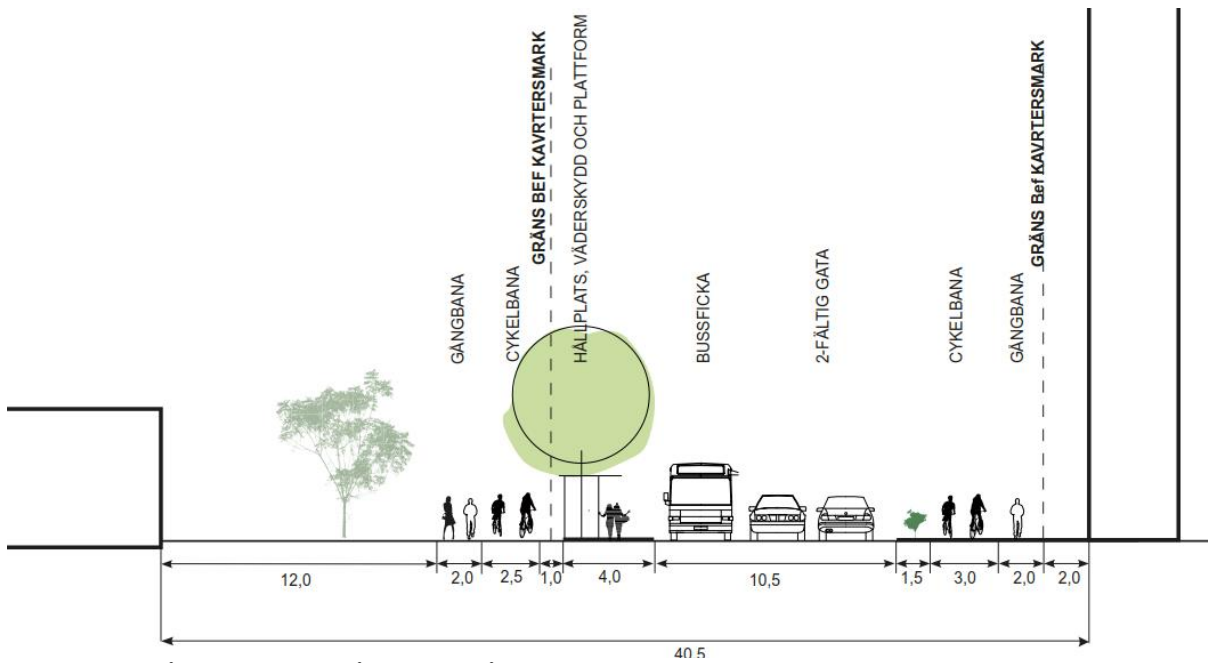 GRÄNS BEF KAVRTERSMARK
HÅLLPLATS, VÄDERSKYDD OCH PLATTFORM
GRÄNS Bef KAVRTERSMARK
GÅNGBANA
CYKELBANA
BUSSFICKA
2-FÄLTIG GATA
CYKELBANA
GÅNGBANA
12,0
2,0
2,5
1,0
4,0
10,5
1,5
3,0
2,0
2,0
40,5